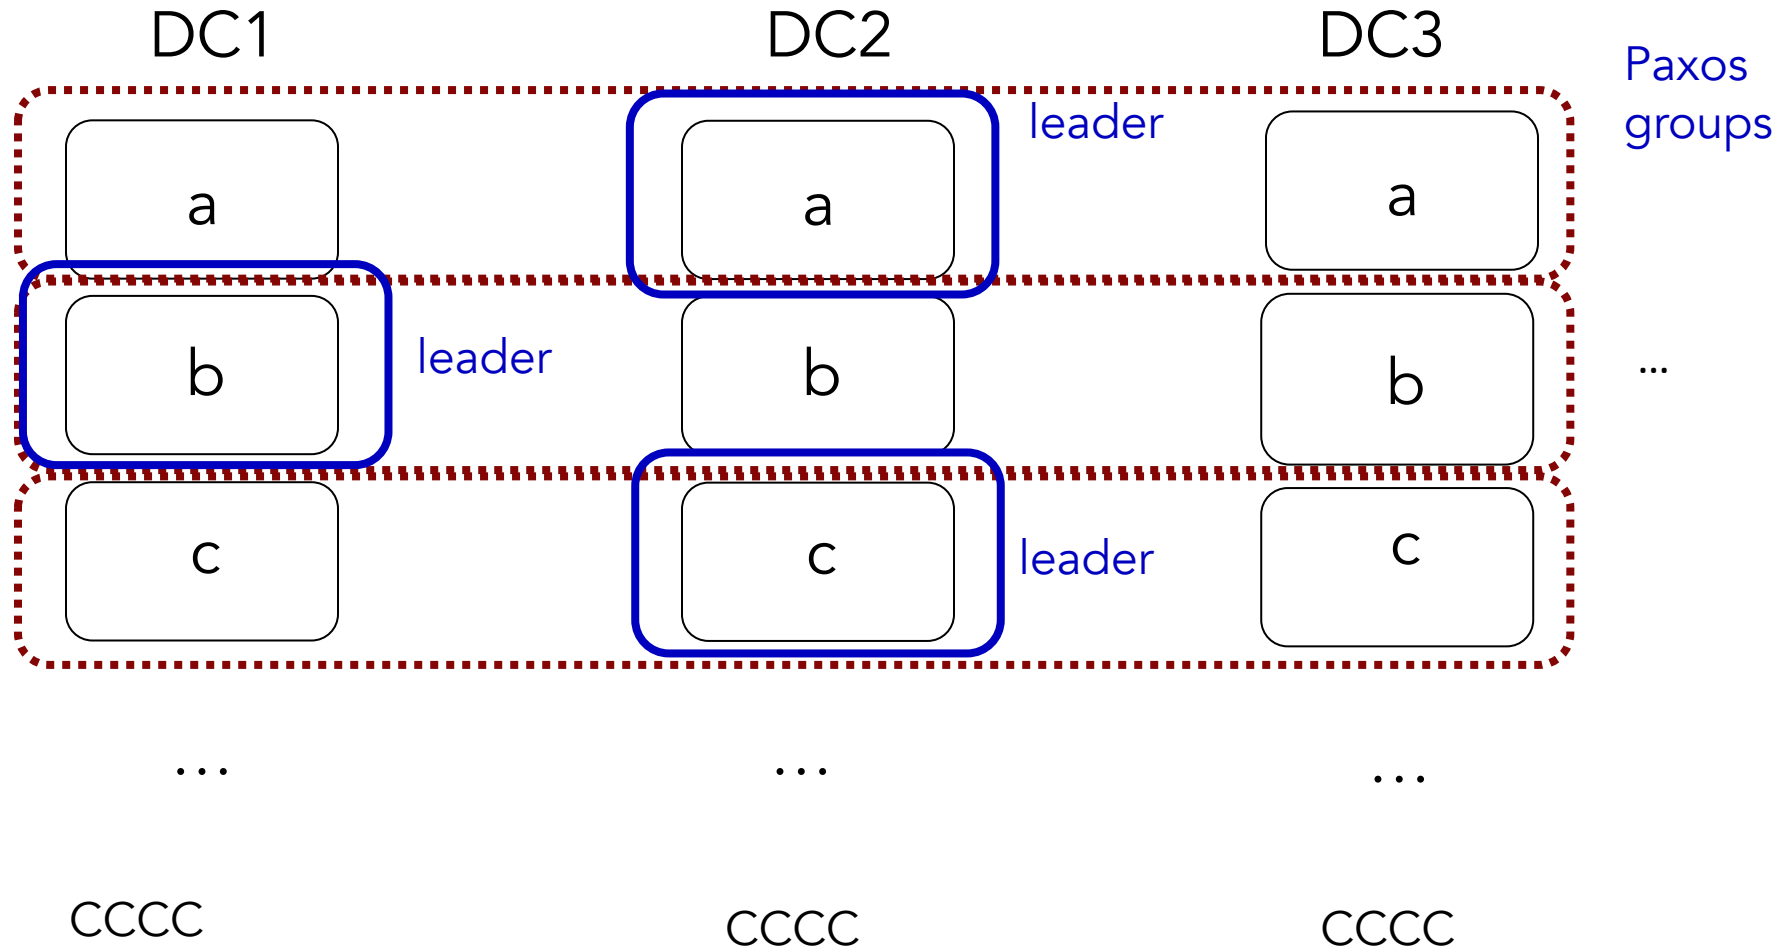 DC1 DC2 DC3
Paxos
groups
leader
a a a
leader
b b b
...
leader
c c c
... ... ...
CCCC CCCC CCCC